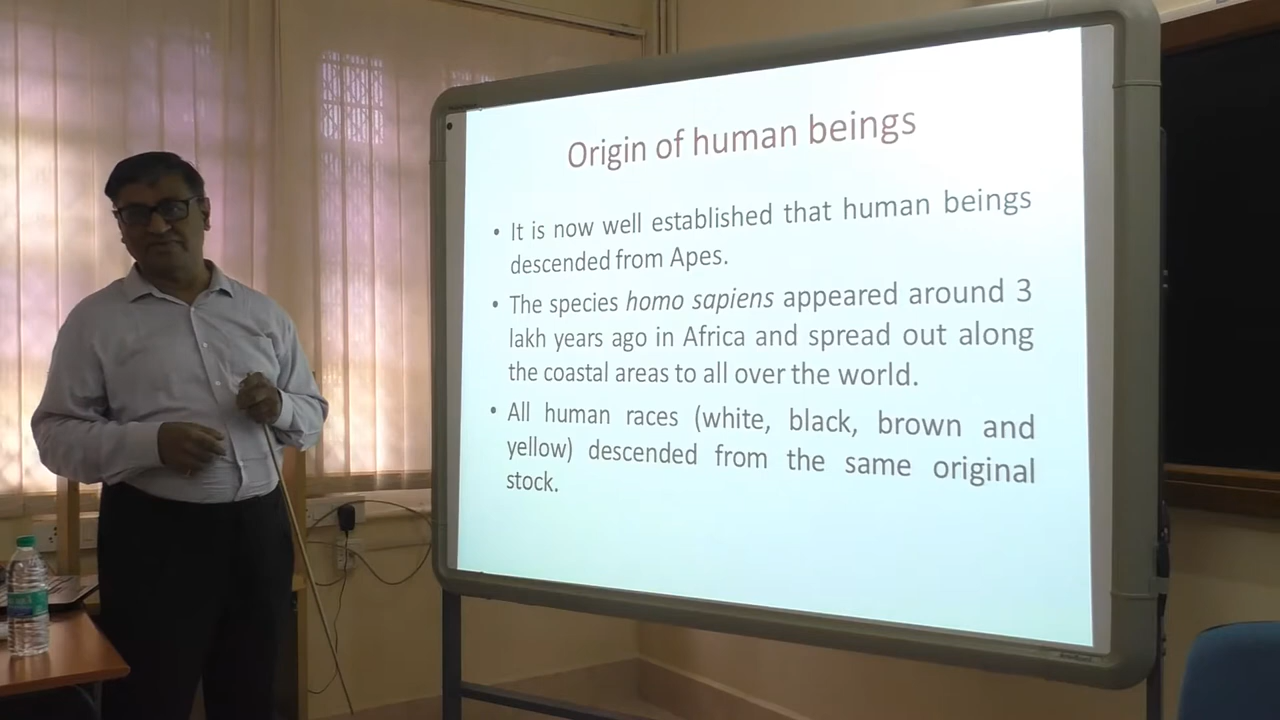 Origin of human beings
• It is now well established that human beings
descended from Apes.
• The species homo sapiens appeared around 3
lakh years ago in Africa and spread out along
the coastal areas to all over the world.
• All human races (white, black, brown and
yellow) descended from the same original
stock.